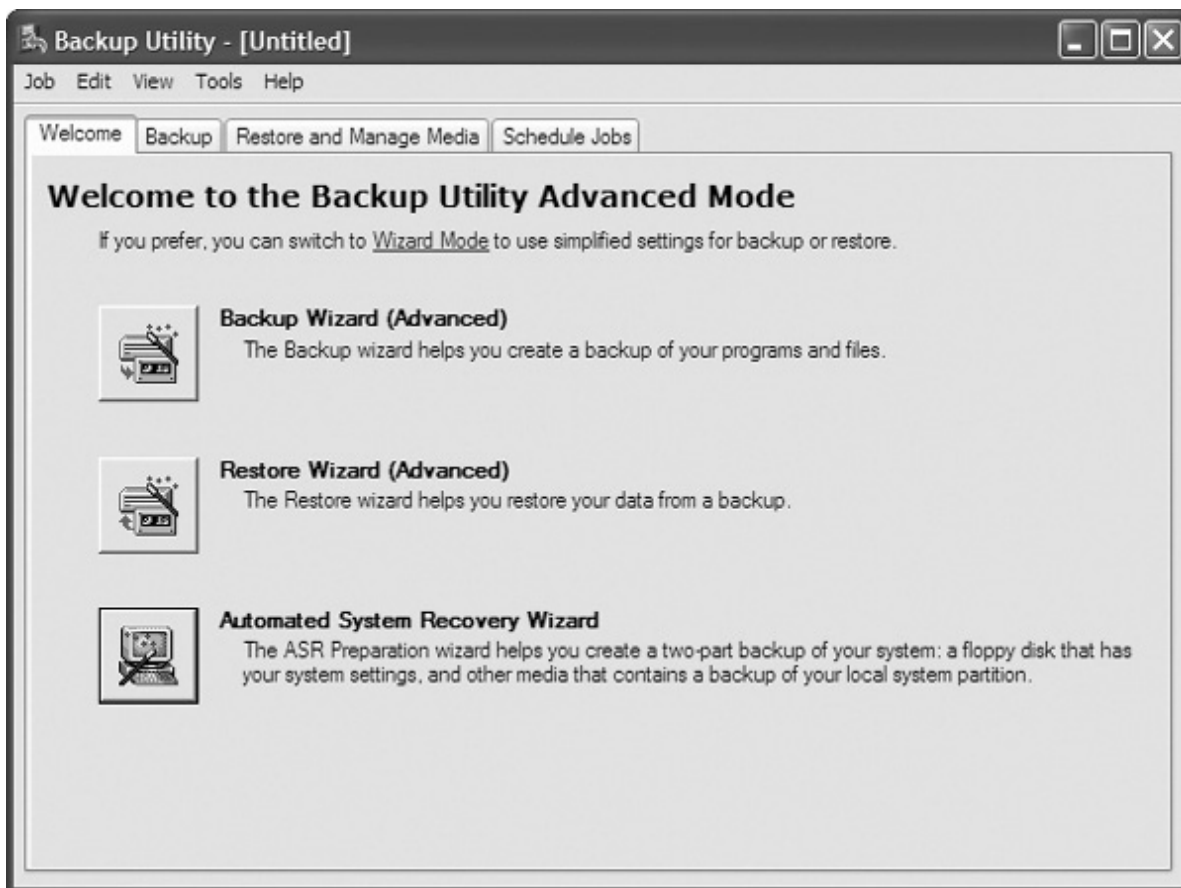 Backup Utility - [Untitled]
Job Edit View Tools Help
Welcome Backup Restore and Manage Media Schedule Jobs
Welcome to the Backup Utility Advanced Mode
If you prefer, you can switch to Wizard Mode to use simplified settings for backup or restore.
Backup Wizard (Advanced)
The Backup wizard helps you create a backup of your programs and files.
Restore Wizard (Advanced)
The Restore wizard helps you restore your data from a backup.
Automated System Recovery Wizard
The ASR Preparation wizard helps you create a two-part backup of your system: a floppy disk that has
your system settings, and other media that contains a backup of your local system partition.